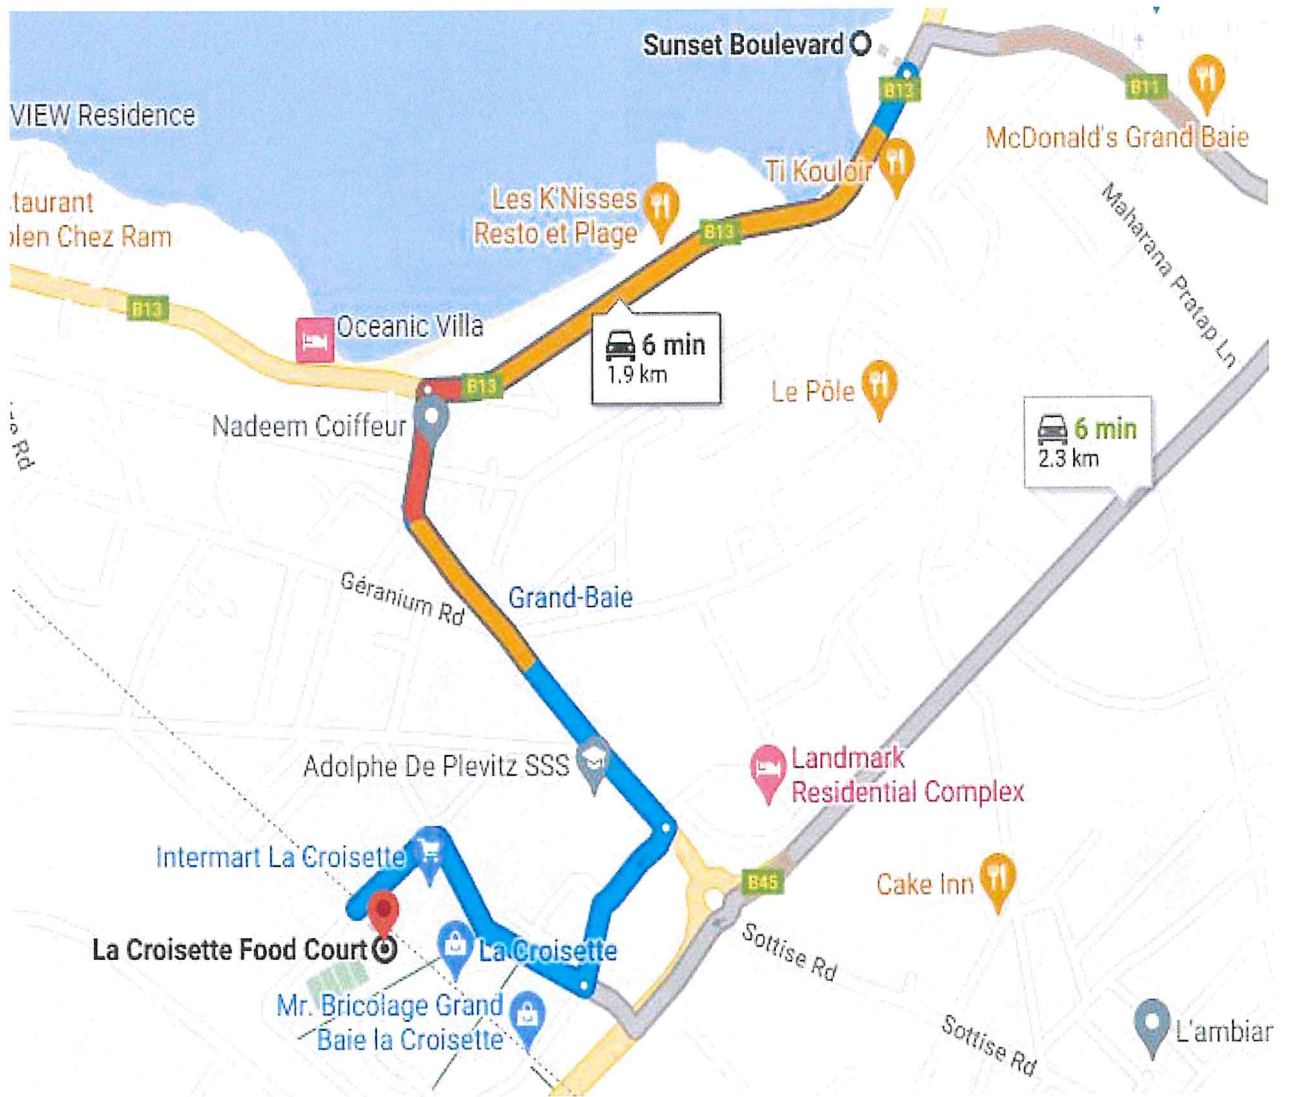 Sunset Boulevard
B13
B11
VIEW Residence
McDonald's Grand Baie
Ti Kouloir
Les K'Nisses
Resto et Plage
taurant
olen Chez Ram
B13
Maharana Pratap Ln
B13
Oceanic Villa
6 min
1.9 km
B13
Le Pôle
Nadeem Coiffeur
6 min
2.3 km
Rd
Géranium Rd
Grand-Baie
Adolphe De Plevitz SSS
Landmark
Residential Complex
Intermart La Croisette
B45
Cake Inn
La Croisette Food Court
La Croisette
Sottise Rd
Mr. Bricolage Grand
Baie la Croisette
Sottise Rd
L'ambiar